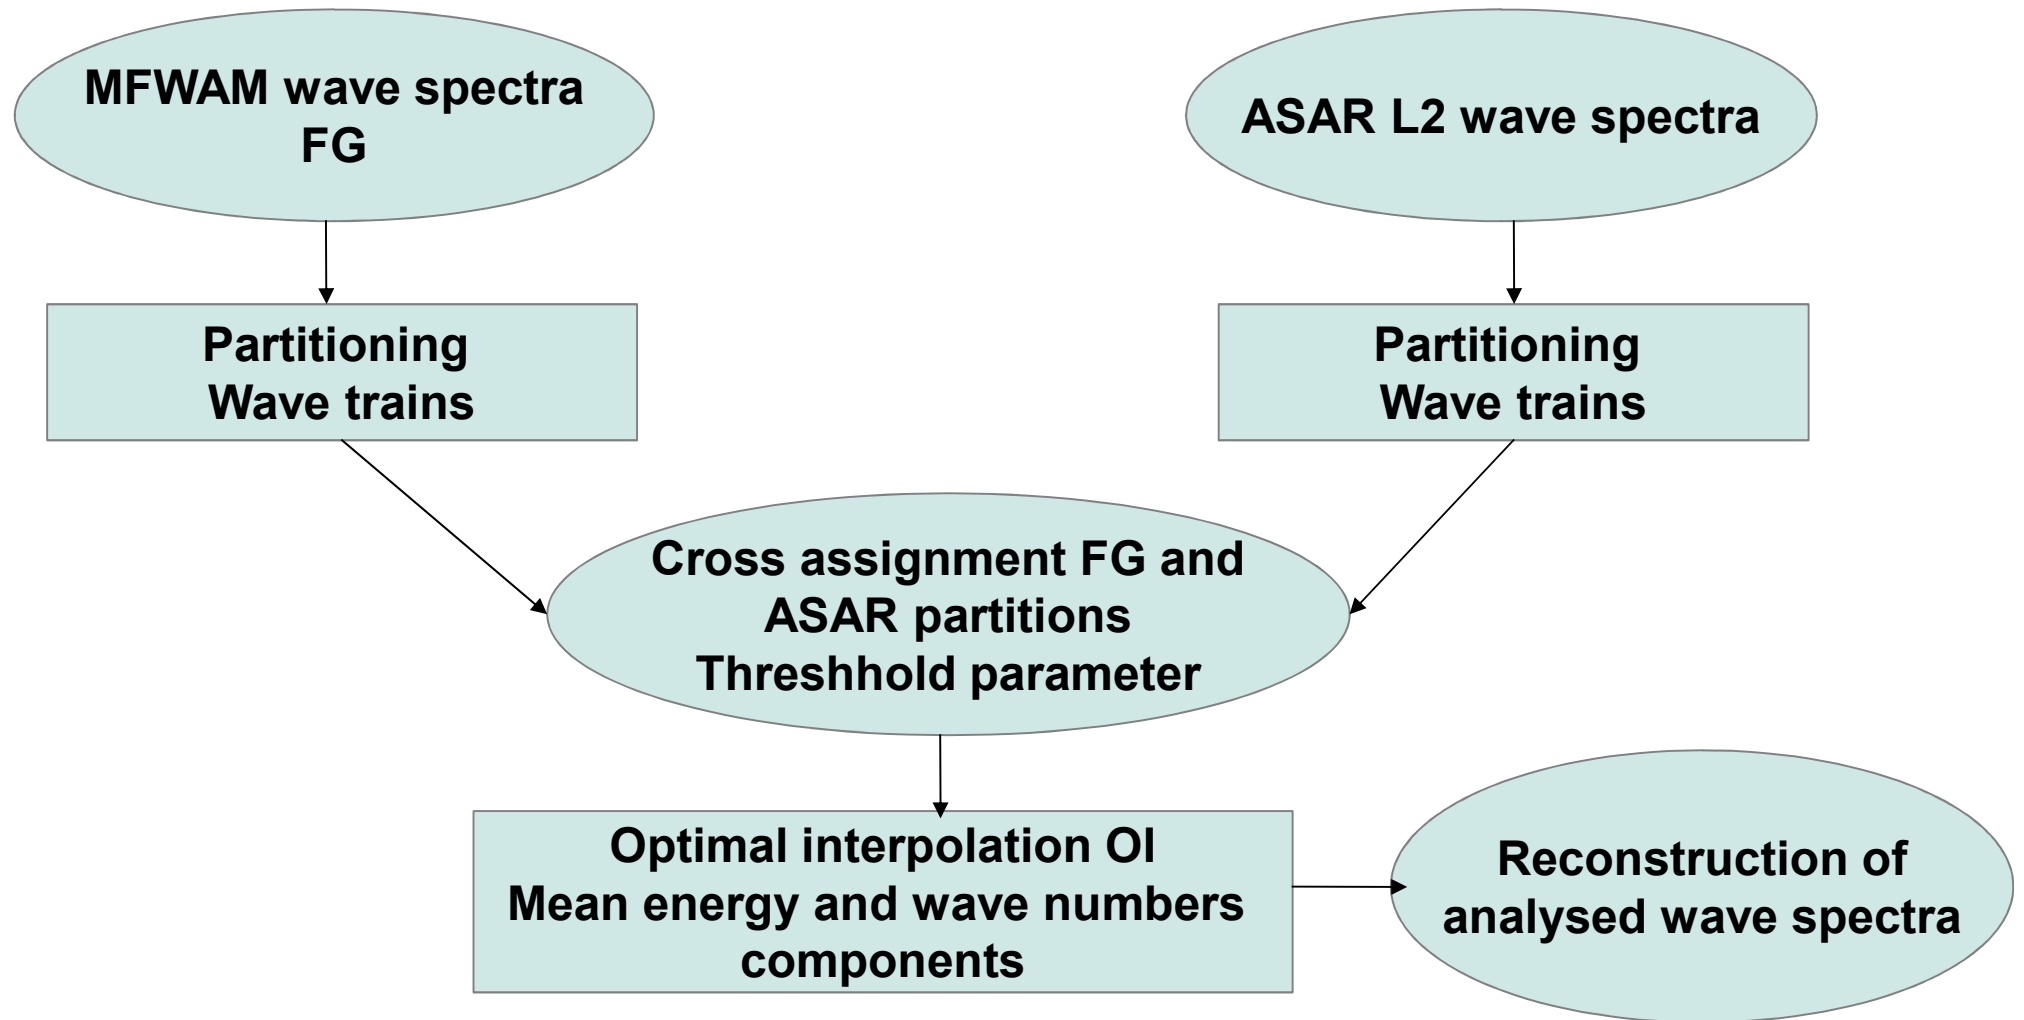 MFWAM wave spectra
FG
ASAR L2 wave spectra
Partitioning
Wave trains
Partitioning
Wave trains
Cross assignment FG and
ASAR partitions
Threshhold parameter
Optimal interpolation OI
Mean energy and wave numbers
components
Reconstruction of
analysed wave spectra